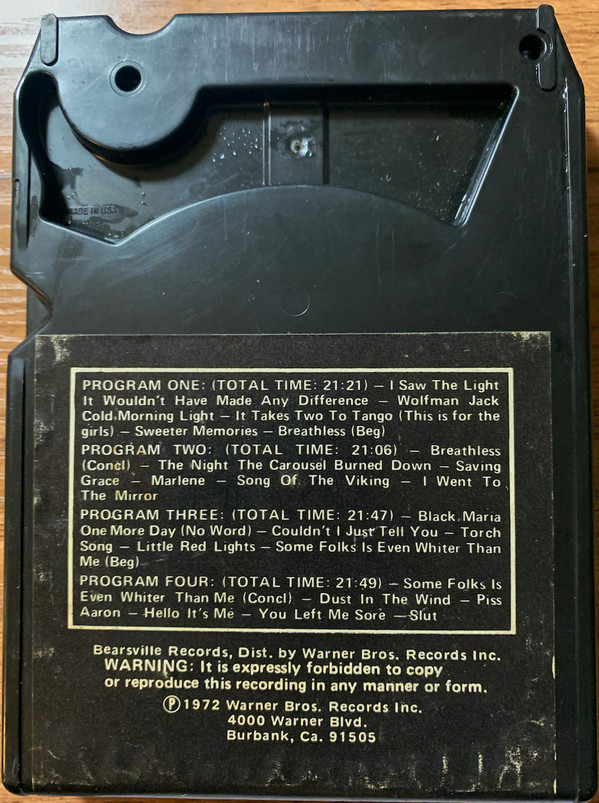 MADE IN USA
PROGRAM ONE: (TOTAL TIME: 21:21) – I Saw The Light
It Wouldn't Have Made Any Difference – Wolfman Jack
Cold Morning Light – It Takes Two To Tango (This is for the
girls) – Sweeter Memories – Breathless (Beg)
PROGRAM TWO: (TOTAL TIME: 21:06) – Breathless
(Concl) – The Night The Carousel Burned Down – Saving
Grace – Marlene – Song Of The Viking – I Went To
The Mirror
PROGRAM THREE: (TOTAL TIME: 21:47) – Black Maria
One More Day (No Word) – Couldn't I Just Tell You – Torch
Song – Little Red Lights – Some Folks Is Even Whiter Than
Me (Beg)
PROGRAM FOUR: (TOTAL TIME: 21:49) – Some Folks Is
Even Whiter Than Me (Concl) – Dust In The Wind – Piss
Aaron – Hello It's Me – You Left Me Sore – Slut
Bearsville Records, Dist. by Warner Bros. Records Inc.
WARNING: It is expressly forbidden to copy
or reproduce this recording in any manner or form.
Ⓟ1972 Warner Bros. Records Inc.
4000 Warner Blvd.
Burbank, Ca. 91505